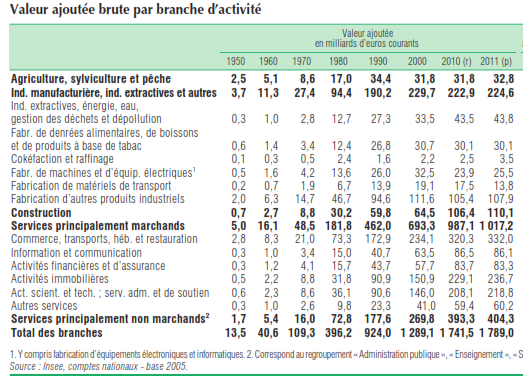 Valeur ajoutée brute par branche d'activité
Valeur ajoutée
en milliards d'euros courants
1950 1960 1970 1980 1990 2000 2010 (r) 2011 (p)
Agriculture, sylviculture et pêche 2,5 5,1 8,6 17,0 34,4 31,8 31,8 32,8
Ind. manufacturière, ind. extractives et autres 3,7 11,3 27,4 94,4 190,2 229,7 222,9 224,6
Ind. extractives, énergie, eau,
gestion des déchets et dépollution 0,3 1,0 2,8 12,7 27,3 33,5 43,5 43,8
Fabr. de denrées alimentaires, de boissons
et de produits à base de tabac 0,6 1,4 3,4 12,4 26,8 30,7 30,1 30,1
Cokéfaction et raffinage 0,1 0,3 0,5 2,4 1,6 2,2 2,5 3,5
Fabr. de machines et d'équip. électriques¹ 0,5 1,6 4,2 13,6 26,0 32,5 23,9 25,5
Fabrication de matériels de transport 0,2 0,7 1,9 6,7 13,9 19,1 17,5 13,8
Fabrication d'autres produits industriels 2,0 6,3 14,7 46,7 94,6 111,6 105,4 107,9
Construction 0,7 2,7 8,8 30,2 59,8 64,5 106,4 110,1
Services principalement marchands 5,0 16,1 48,5 181,8 462,0 693,3 987,1 1 017,2
Commerce, transports, héb. et restauration 2,8 8,3 21,0 73,3 172,9 234,1 320,3 332,0
Information et communication 0,3 1,0 3,4 15,0 40,7 63,5 86,5 86,1
Activités financières et d'assurance 0,3 1,2 4,1 15,7 43,7 57,7 83,7 83,3
Activités immobilières 0,5 2,2 8,8 31,8 90,9 150,9 229,1 236,7
Act. scient. et tech. ; serv. adm. et de soutien 0,6 2,3 8,6 36,1 90,6 146,0 208,1 218,8
Autres services 0,3 1,0 2,6 9,8 23,3 41,0 59,4 60,2
Services principalement non marchands² 1,7 5,4 16,0 72,8 177,6 269,8 393,3 404,3
Total des branches 13,5 40,6 109,3 396,2 924,0 1 289,1 1 741,5 1 789,0
1. Y compris fabrication d'équipements électroniques et informatiques. 2. Correspond au regroupement « Administration publique », « Enseignement », « S
Source : Insee, comptes nationaux - base 2005.